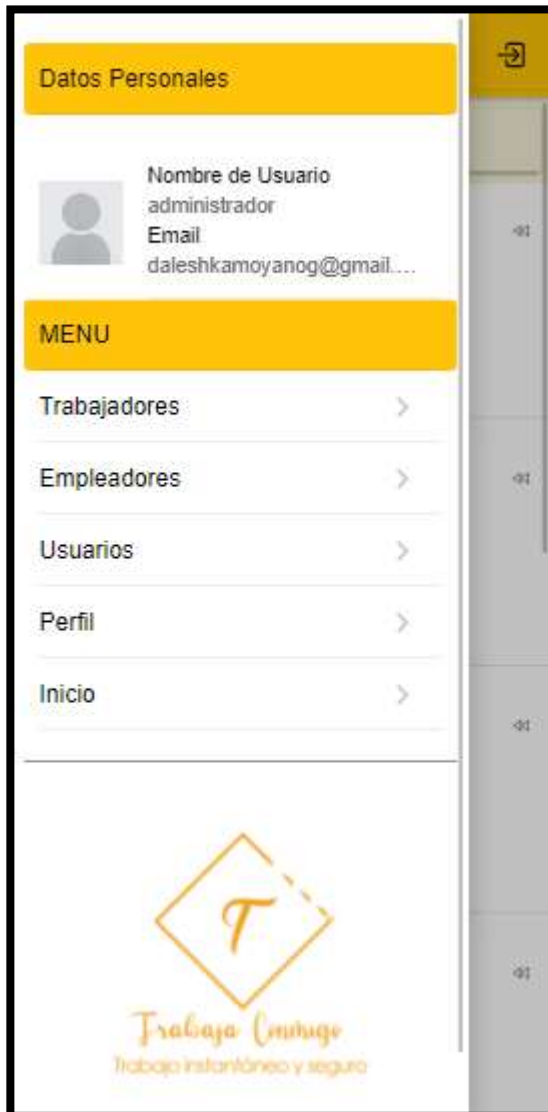 Datos Personales
Nombre de Usuario
administrador
Email
daleshkamoyanog@gmail....
MENU
Trabajadores
Empleadores
Usuarios
Perfil
Inicio
T
Trabaja Conmigo
Trabajo instantáneo y seguro